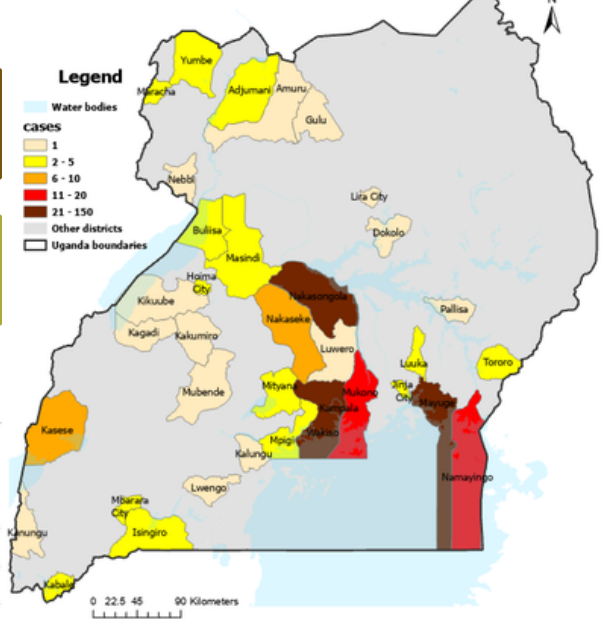 N
Legend
Water bodies
cases
1
2 - 5
6 - 10
11 - 20
21 - 150
Other districts
Uganda boundaries
Yumbe
Maracha
Adjumani
Amuru
Gulu
Nebbi
Lira City
Dokolo
Buliisa
Masindi
Hoima
City
Kikuube
Nakasongola
Nakaseke
Pallisa
Kagadi
Kakumiro
Luwero
Luuka
Tororo
Mubende
Mityana
Mukono
Jinja
City
Mayuge
Kampala
Kasese
Wakiso
Mpigi
Kalungu
Namayingo
Lwengo
Mbarara
City
Kanungu
Isingiro
Kabale
0 22.5 45 90 Kilometers